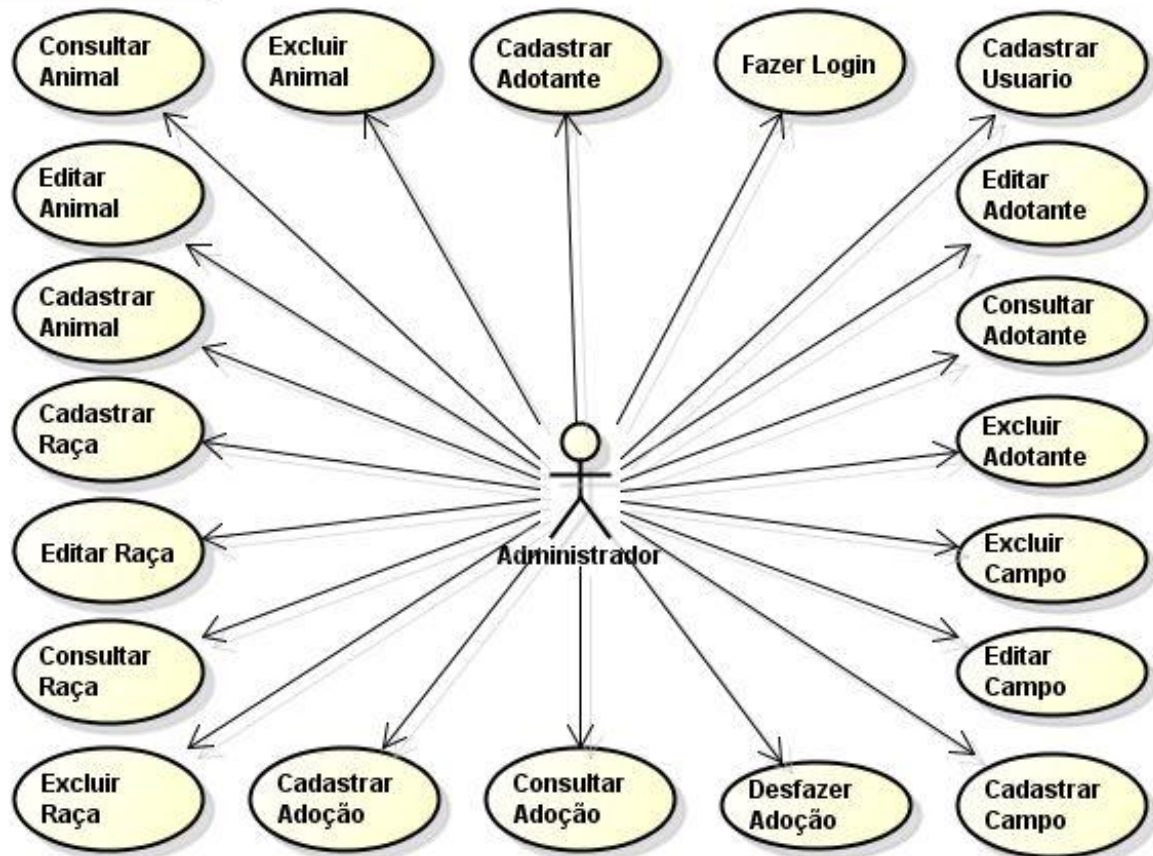 Consultar
Animal
Excluir
Animal
Cadastrar
Adotante
Fazer Login
Cadastrar
Usuario
Editar
Animal
Editar
Adotante
Cadastrar
Animal
Consultar
Adotante
Cadastrar
Raça
Excluir
Adotante
Administrador
Editar Raça
Excluir
Campo
Consultar
Raça
Editar
Campo
Excluir
Raça
Cadastrar
Adoção
Consultar
Adoção
Desfazer
Adoção
Cadastrar
Campo